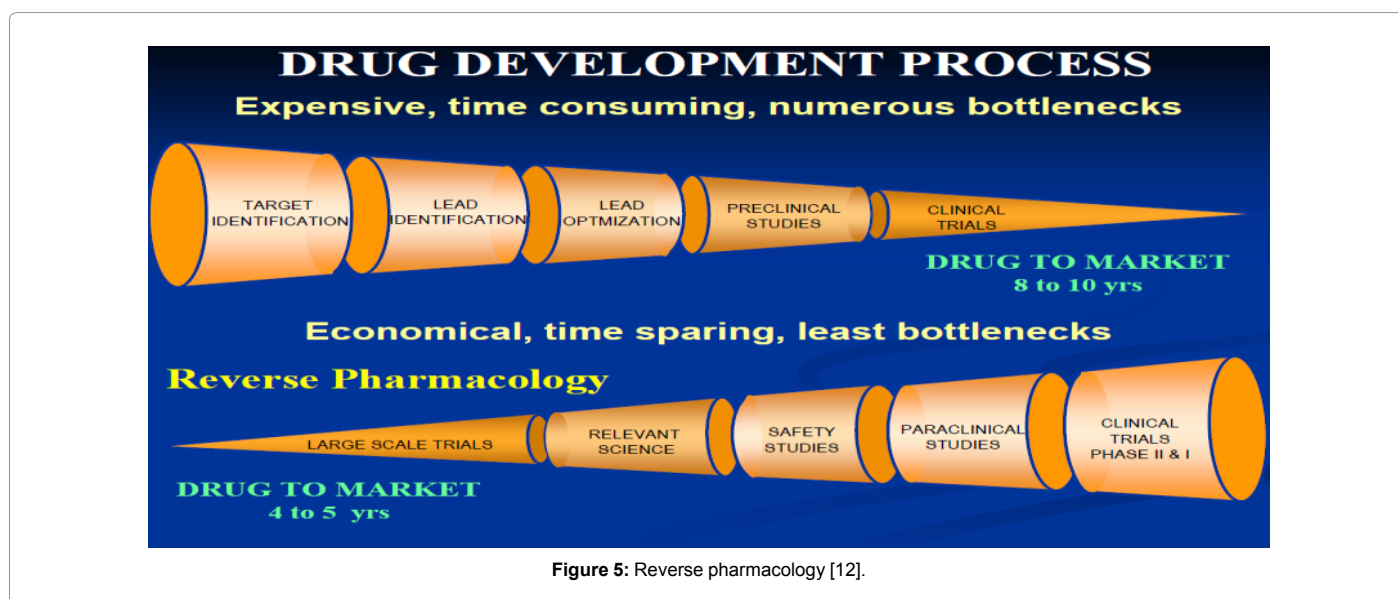 DRUG DEVELOPMENT PROCESS
Expensive, time consuming, numerous bottlenecks
TARGET
IDENTIFICATION
LEAD
IDENTIFICATION
LEAD
OPTMIZATION
PRECLINICAL
STUDIES
CLINICAL
TRIALS
DRUG TO MARKET
8 to 10 yrs
Economical, time sparing, least bottlenecks
Reverse Pharmacology
LARGE SCALE TRIALS
RELEVANT
SCIENCE
SAFETY
STUDIES
PARACLINICAL
STUDIES
CLINICAL
TRIALS
PHASE II & I
DRUG TO MARKET
4 to 5 yrs
Figure 5: Reverse pharmacology [12].